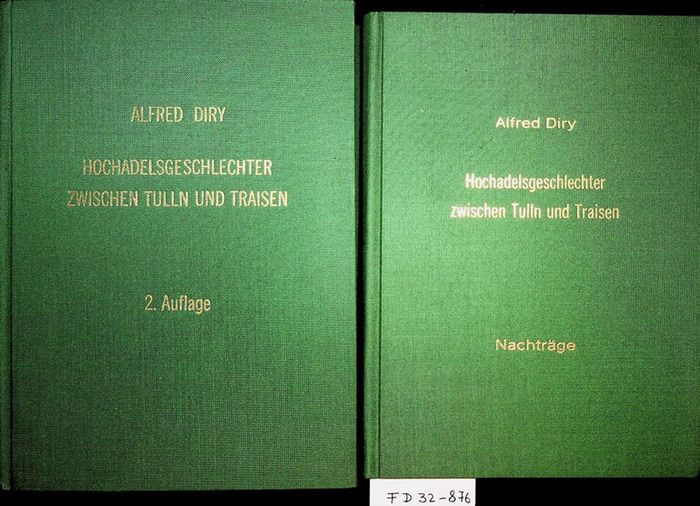 ALFRED DIRY
HOCHADELSGESCHLECHTER
ZWISCHEN TULLN UND TRAISEN
2. Auflage
Alfred Diry
Hochadelsgeschlechter
zwischen Tulln und Traisen
Nachträge
FD 32-876